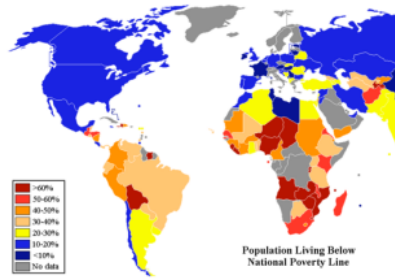 >60%
50-60%
40-50%
30-40%
20-30%
10-20%
<10%
No data
Population Living Below
National Poverty Line